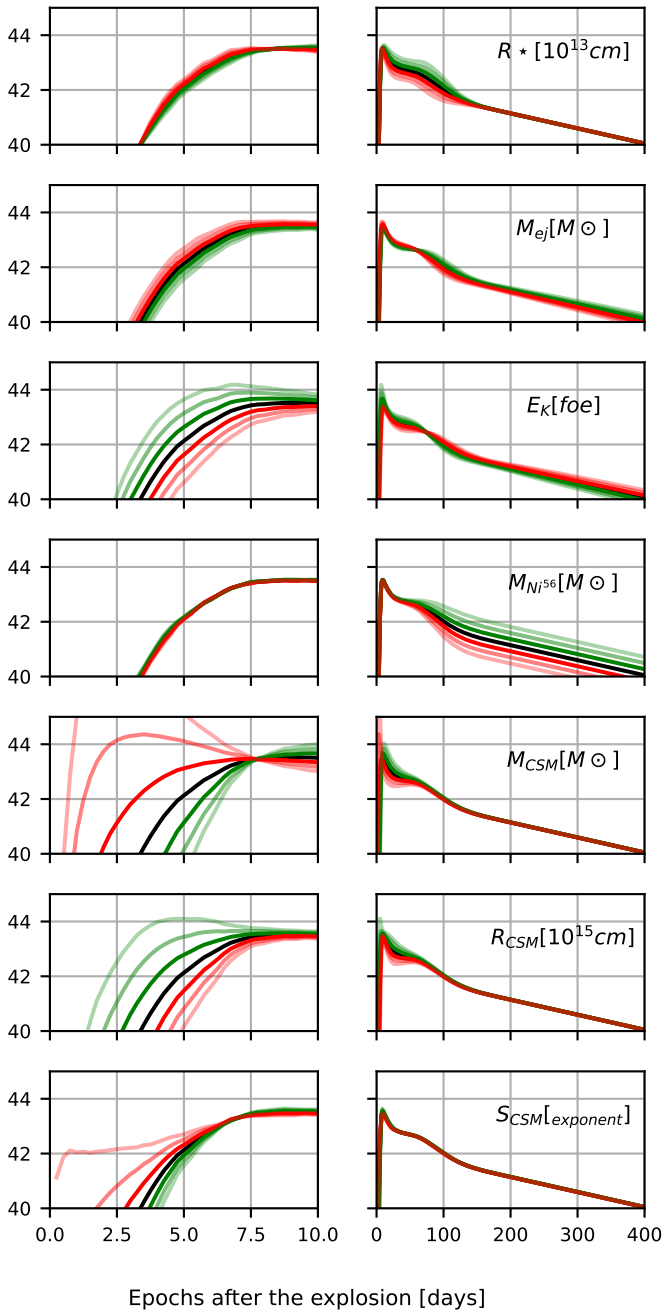 44
42
40
R⋆[10¹³cm]
44
42
40
M_ej[M⊙]
44
42
40
E_K[foe]
44
42
40
M_Ni⁵⁶[M⊙]
44
42
40
M_CSM[M⊙]
44
42
40
R_CSM[10¹⁵cm]
44
42
40
S_CSM[exponent]
0.0 2.5 5.0 7.5 10.0 0 100 200 300 400
Epochs after the explosion [days]